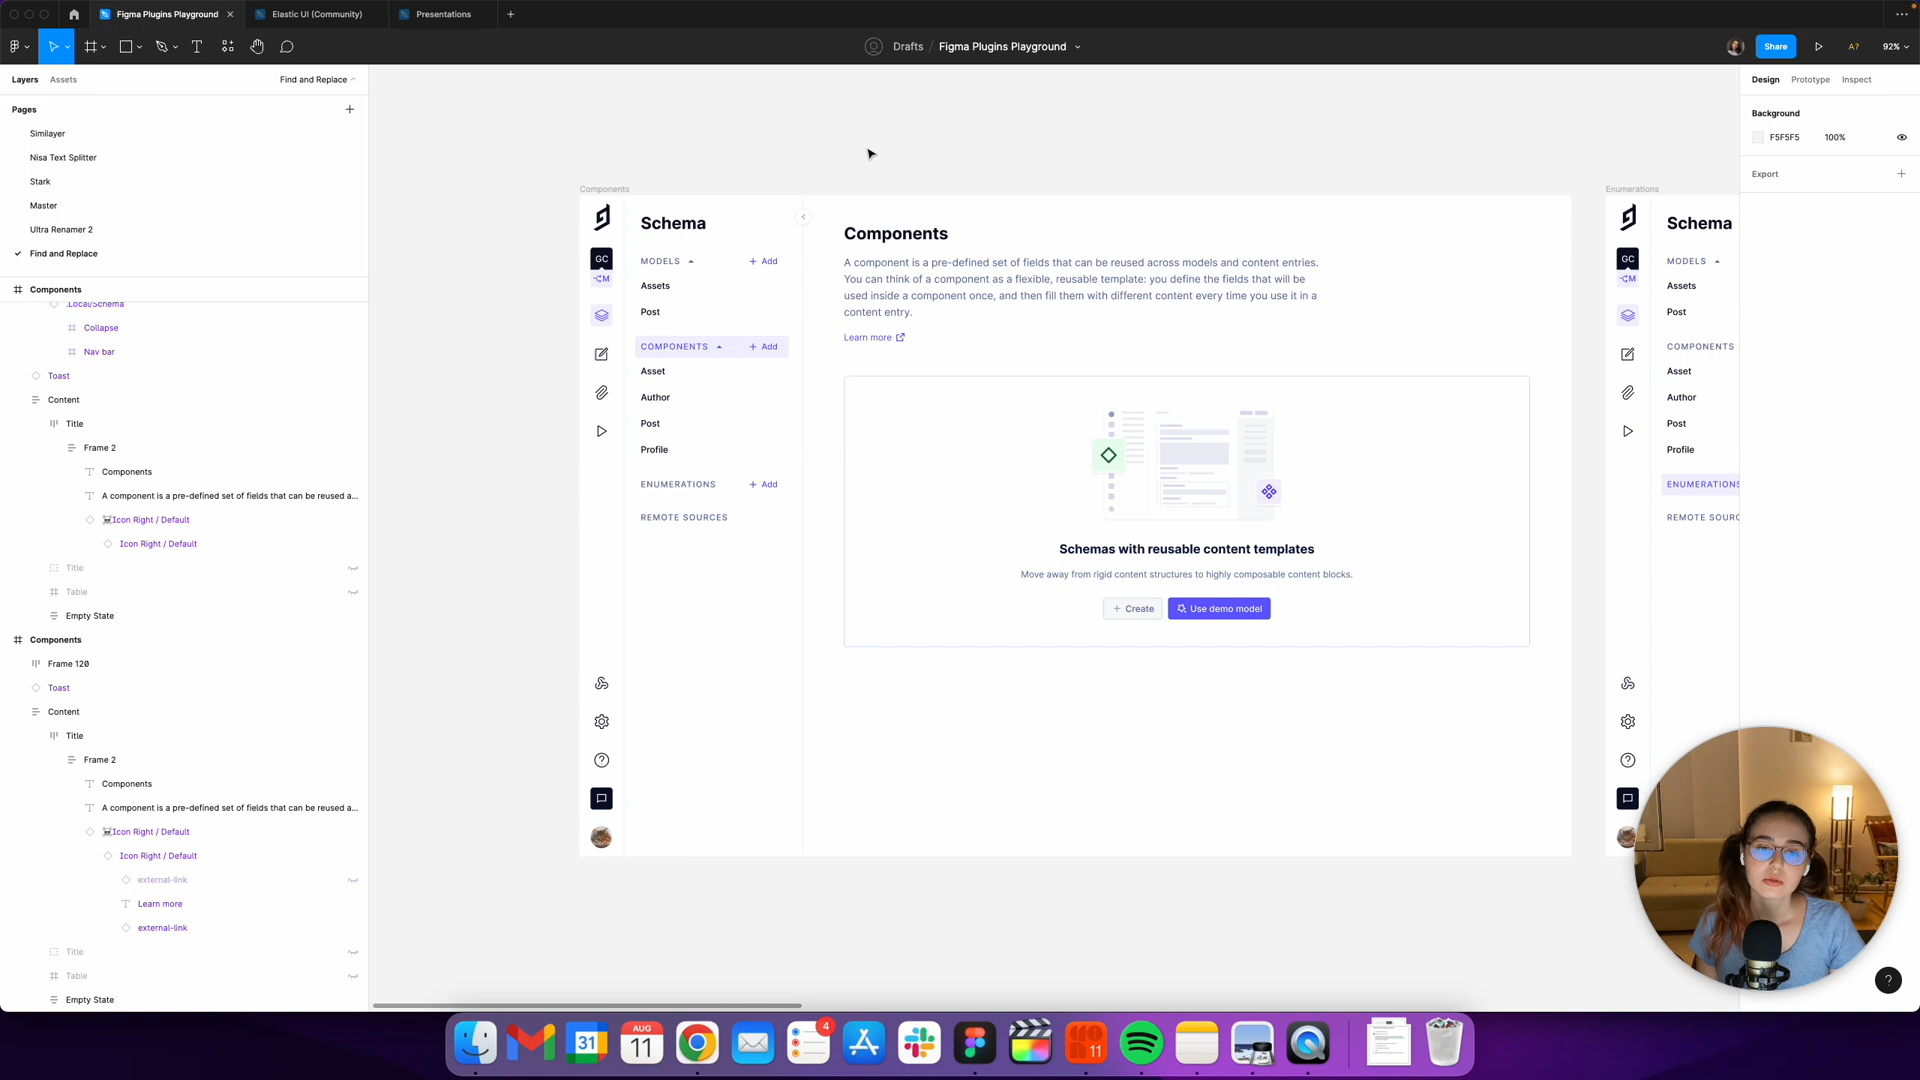 Figma Plugins Playground
Elastic UI (Community)
Presentations
Drafts / Figma Plugins Playground
Share
A?
92%
Layers
Assets
Find and Replace
Pages
Similayer
Nisa Text Splitter
Stark
Master
Ultra Renamer 2
Find and Replace
Components
.Local/Schema
Collapse
Nav bar
Toast
Content
Title
Frame 2
Components
A component is a pre-defined set of fields that can be reused a...
Icon Right / Default
Icon Right / Default
Title
Table
Empty State
Components
Frame 120
Toast
Content
Title
Frame 2
Components
A component is a pre-defined set of fields that can be reused a...
Icon Right / Default
Icon Right / Default
external-link
Learn more
external-link
Title
Table
Empty State
Components
GC
M
Schema
MODELS
+ Add
Assets
Post
COMPONENTS
+ Add
Asset
Author
Post
Profile
ENUMERATIONS
+ Add
REMOTE SOURCES
Components
A component is a pre-defined set of fields that can be reused across models and content entries.
You can think of a component as a flexible, reusable template: you define the fields that will be
used inside a component once, and then fill them with different content every time you use it in a
content entry.
Learn more
Schemas with reusable content templates
Move away from rigid content structures to highly composable content blocks.
+ Create
Use demo model
Enumerations
GC
M
Schema
MODELS
Assets
Post
COMPONENTS
Asset
Author
Post
Profile
ENUMERATIONS
REMOTE SOURC
Design
Prototype
Inspect
Background
F5F5F5
100%
Export
?
31
AUG
11
4
11